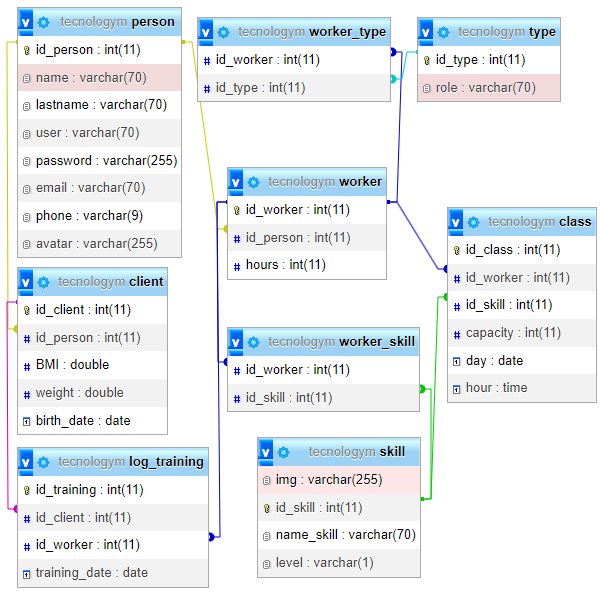 tecnologym person
id_person : int(11)
name : varchar(70)
lastname : varchar(70)
user : varchar(70)
password : varchar(255)
email : varchar(70)
phone : varchar(9)
avatar : varchar(255)
tecnologym worker_type
id_worker : int(11)
id_type : int(11)
tecnologym type
id_type : int(11)
role : varchar(70)
tecnologym worker
id_worker : int(11)
id_person : int(11)
hours : int(11)
tecnologym class
id_class : int(11)
id_worker : int(11)
id_skill : int(11)
capacity : int(11)
day : date
hour : time
tecnologym client
id_client : int(11)
id_person : int(11)
BMI : double
weight : double
birth_date : date
tecnologym worker_skill
id_worker : int(11)
id_skill : int(11)
tecnologym log_training
id_training : int(11)
id_client : int(11)
id_worker : int(11)
training_date : date
tecnologym skill
img : varchar(255)
id_skill : int(11)
name_skill : varchar(70)
level : varchar(1)